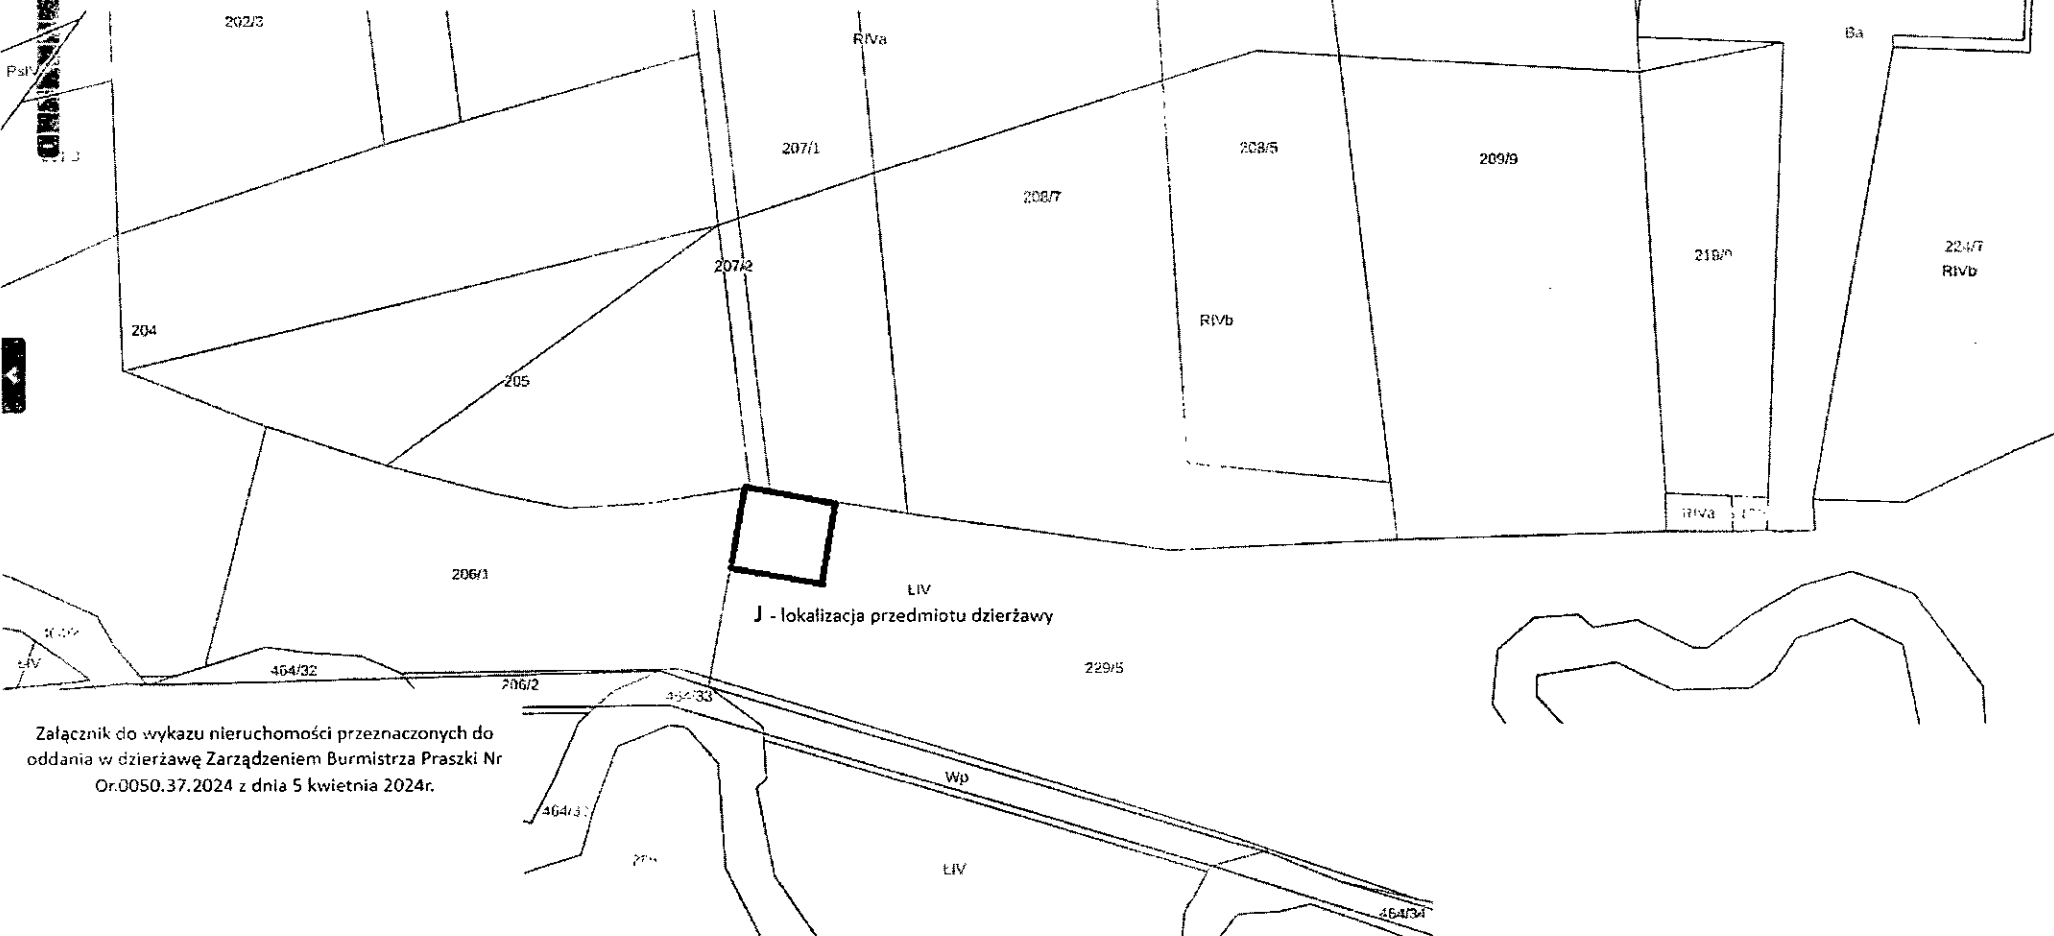 202/3
RIVa
Ba
PsIV
207/1
208/5
209/9
208/7
207/2
224/7
RIVb
204
RIVb
205
RIVa
206/1
ŁIV
J - lokalizacja przedmiotu dzierżawy
ŁIV
464/32
229/5
206/2
464/33
Załącznik do wykazu nieruchomości przeznaczonych do
oddania w dzierżawę Zarządzeniem Burmistrza Praszki Nr
Or.0050.37.2024 z dnia 5 kwietnia 2024r.
Wp
ŁIV
464/34